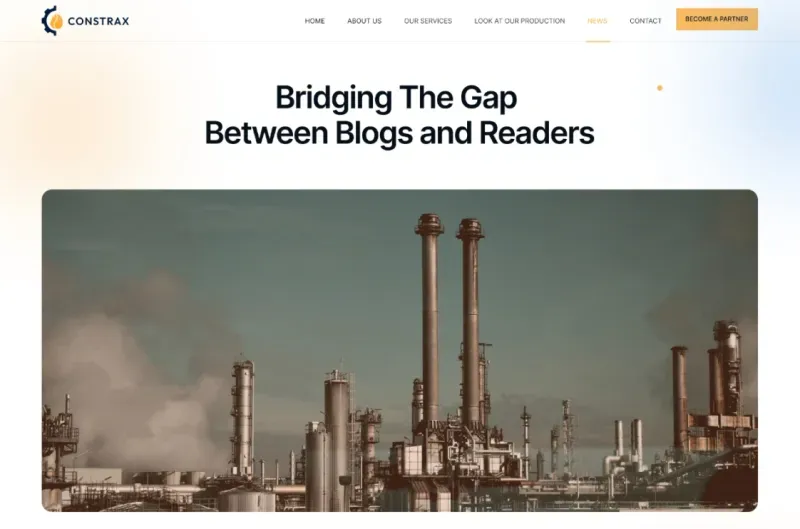 CONSTRAX
HOME
ABOUT US
OUR SERVICES
LOOK AT OUR PRODUCTION
NEWS
CONTACT
BECOME A PARTNER
Bridging The Gap
Between Blogs and Readers